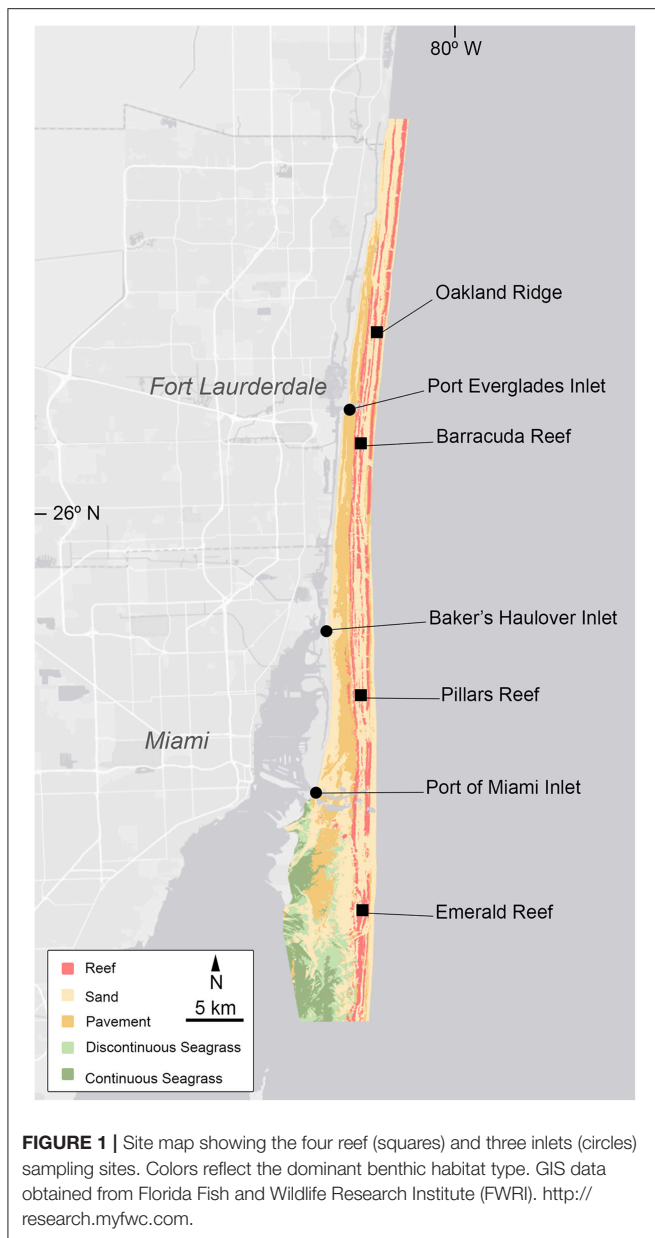 80º W
Oakland Ridge
Fort Laurderdale
Port Everglades Inlet
Barracuda Reef
26º N
Baker's Haulover Inlet
Pillars Reef
Miami
Port of Miami Inlet
Emerald Reef
Reef
Sand
Pavement
Discontinuous Seagrass
Continuous Seagrass
N
5 km
FIGURE 1 | Site map showing the four reef (squares) and three inlets (circles)
sampling sites. Colors reflect the dominant benthic habitat type. GIS data
obtained from Florida Fish and Wildlife Research Institute (FWRI). http://
research.myfwc.com.